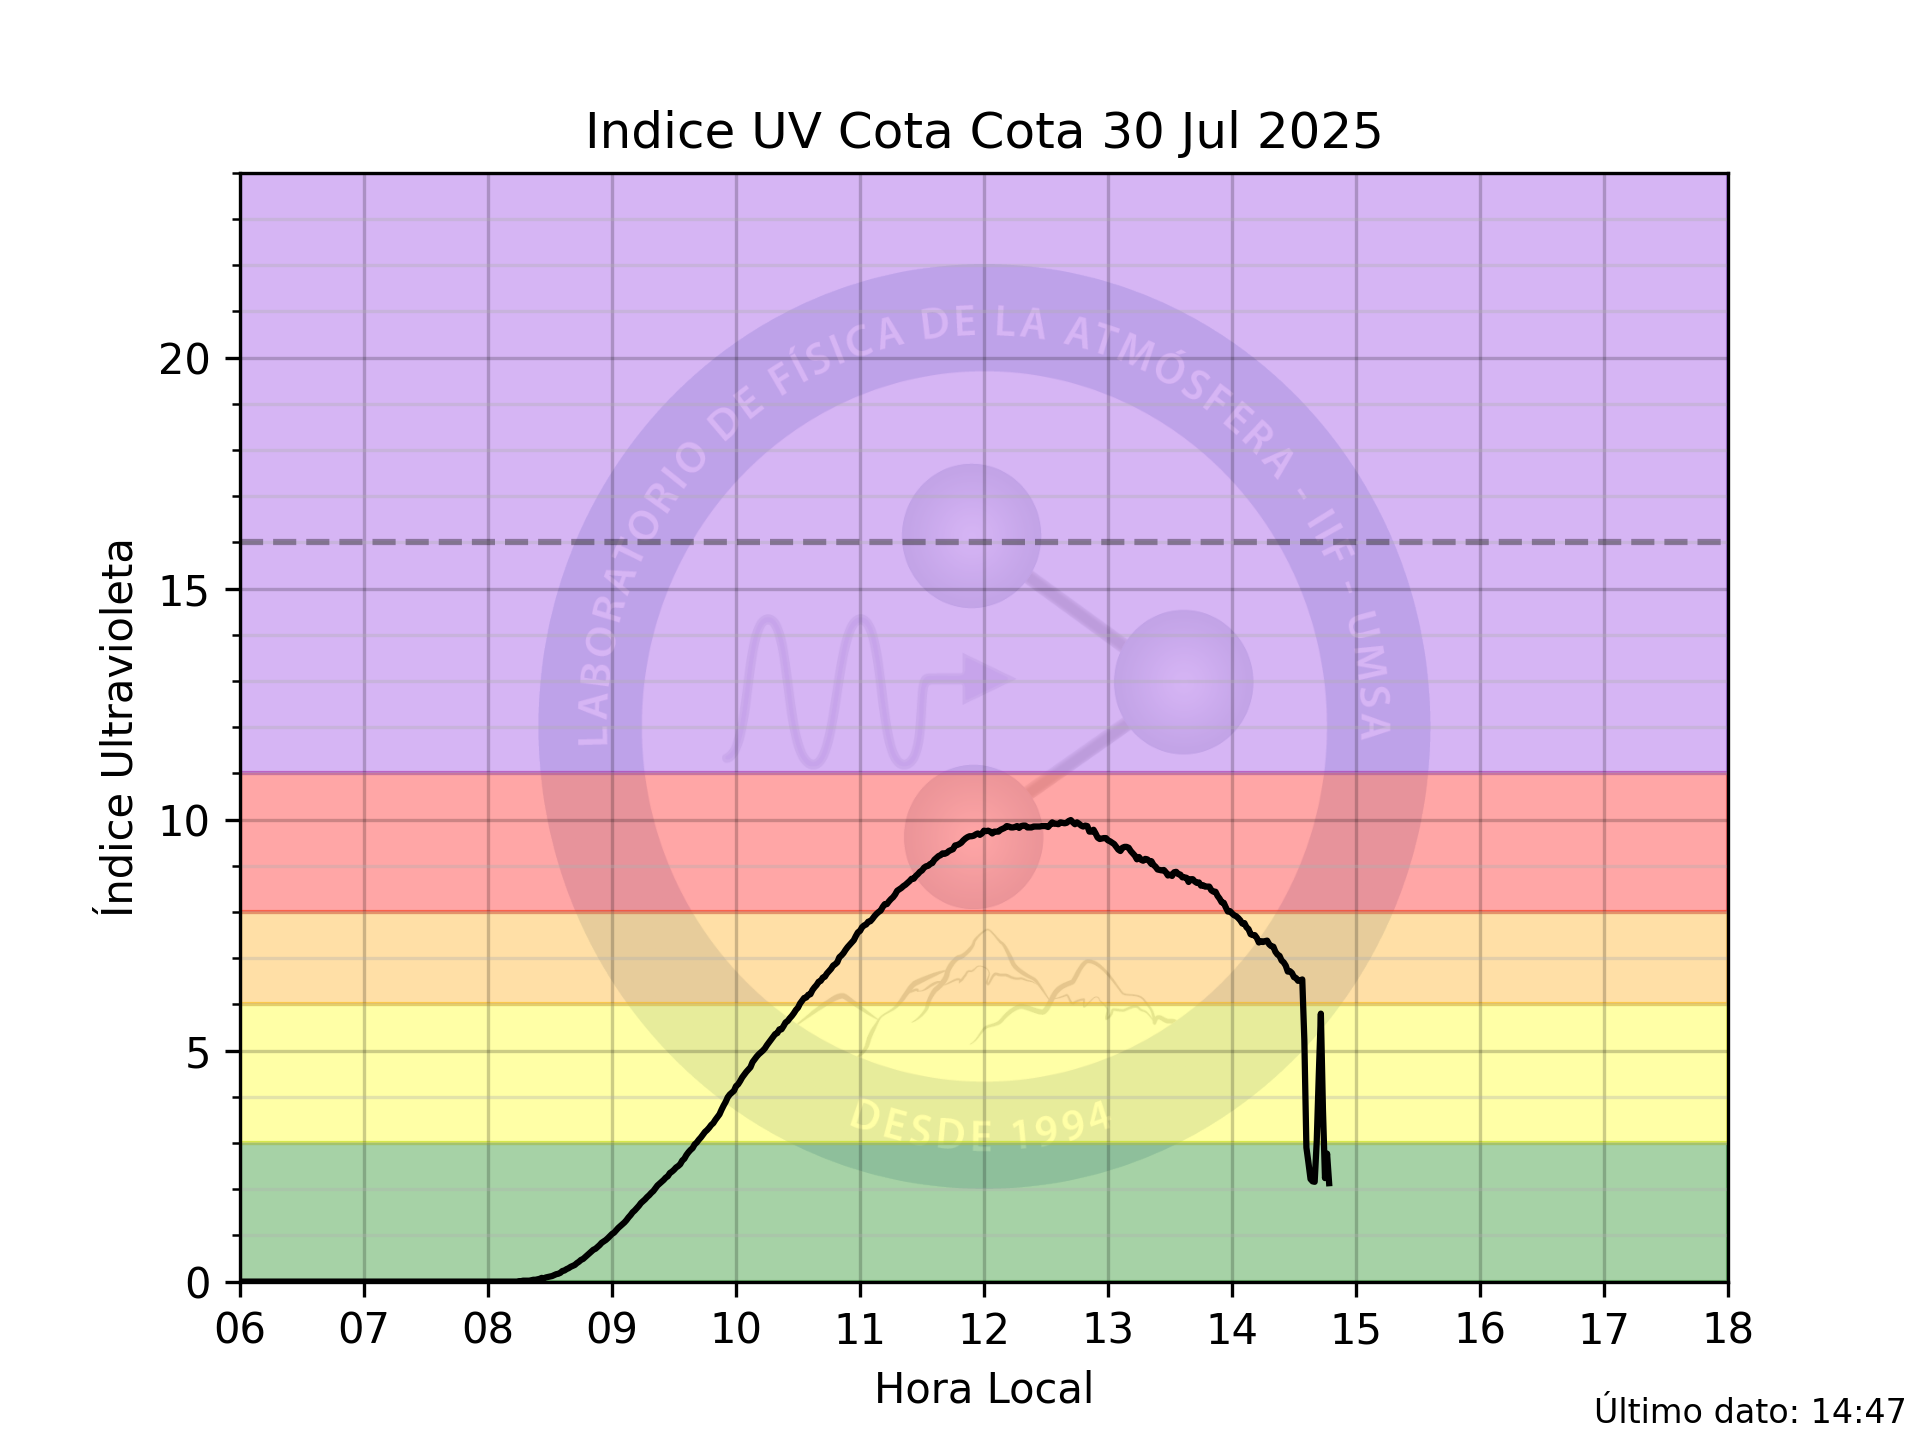 Indice UV Cota Cota 30 Jul 2025
Índice Ultravioleta
20
15
10
5
0
LABORATORIO DE FÍSICA DE LA ATMÓSFERA - IIF - UMSA
DESDE 1994
06 07 08 09 10 11 12 13 14 15 16 17 18
Hora Local
Último dato: 14:47